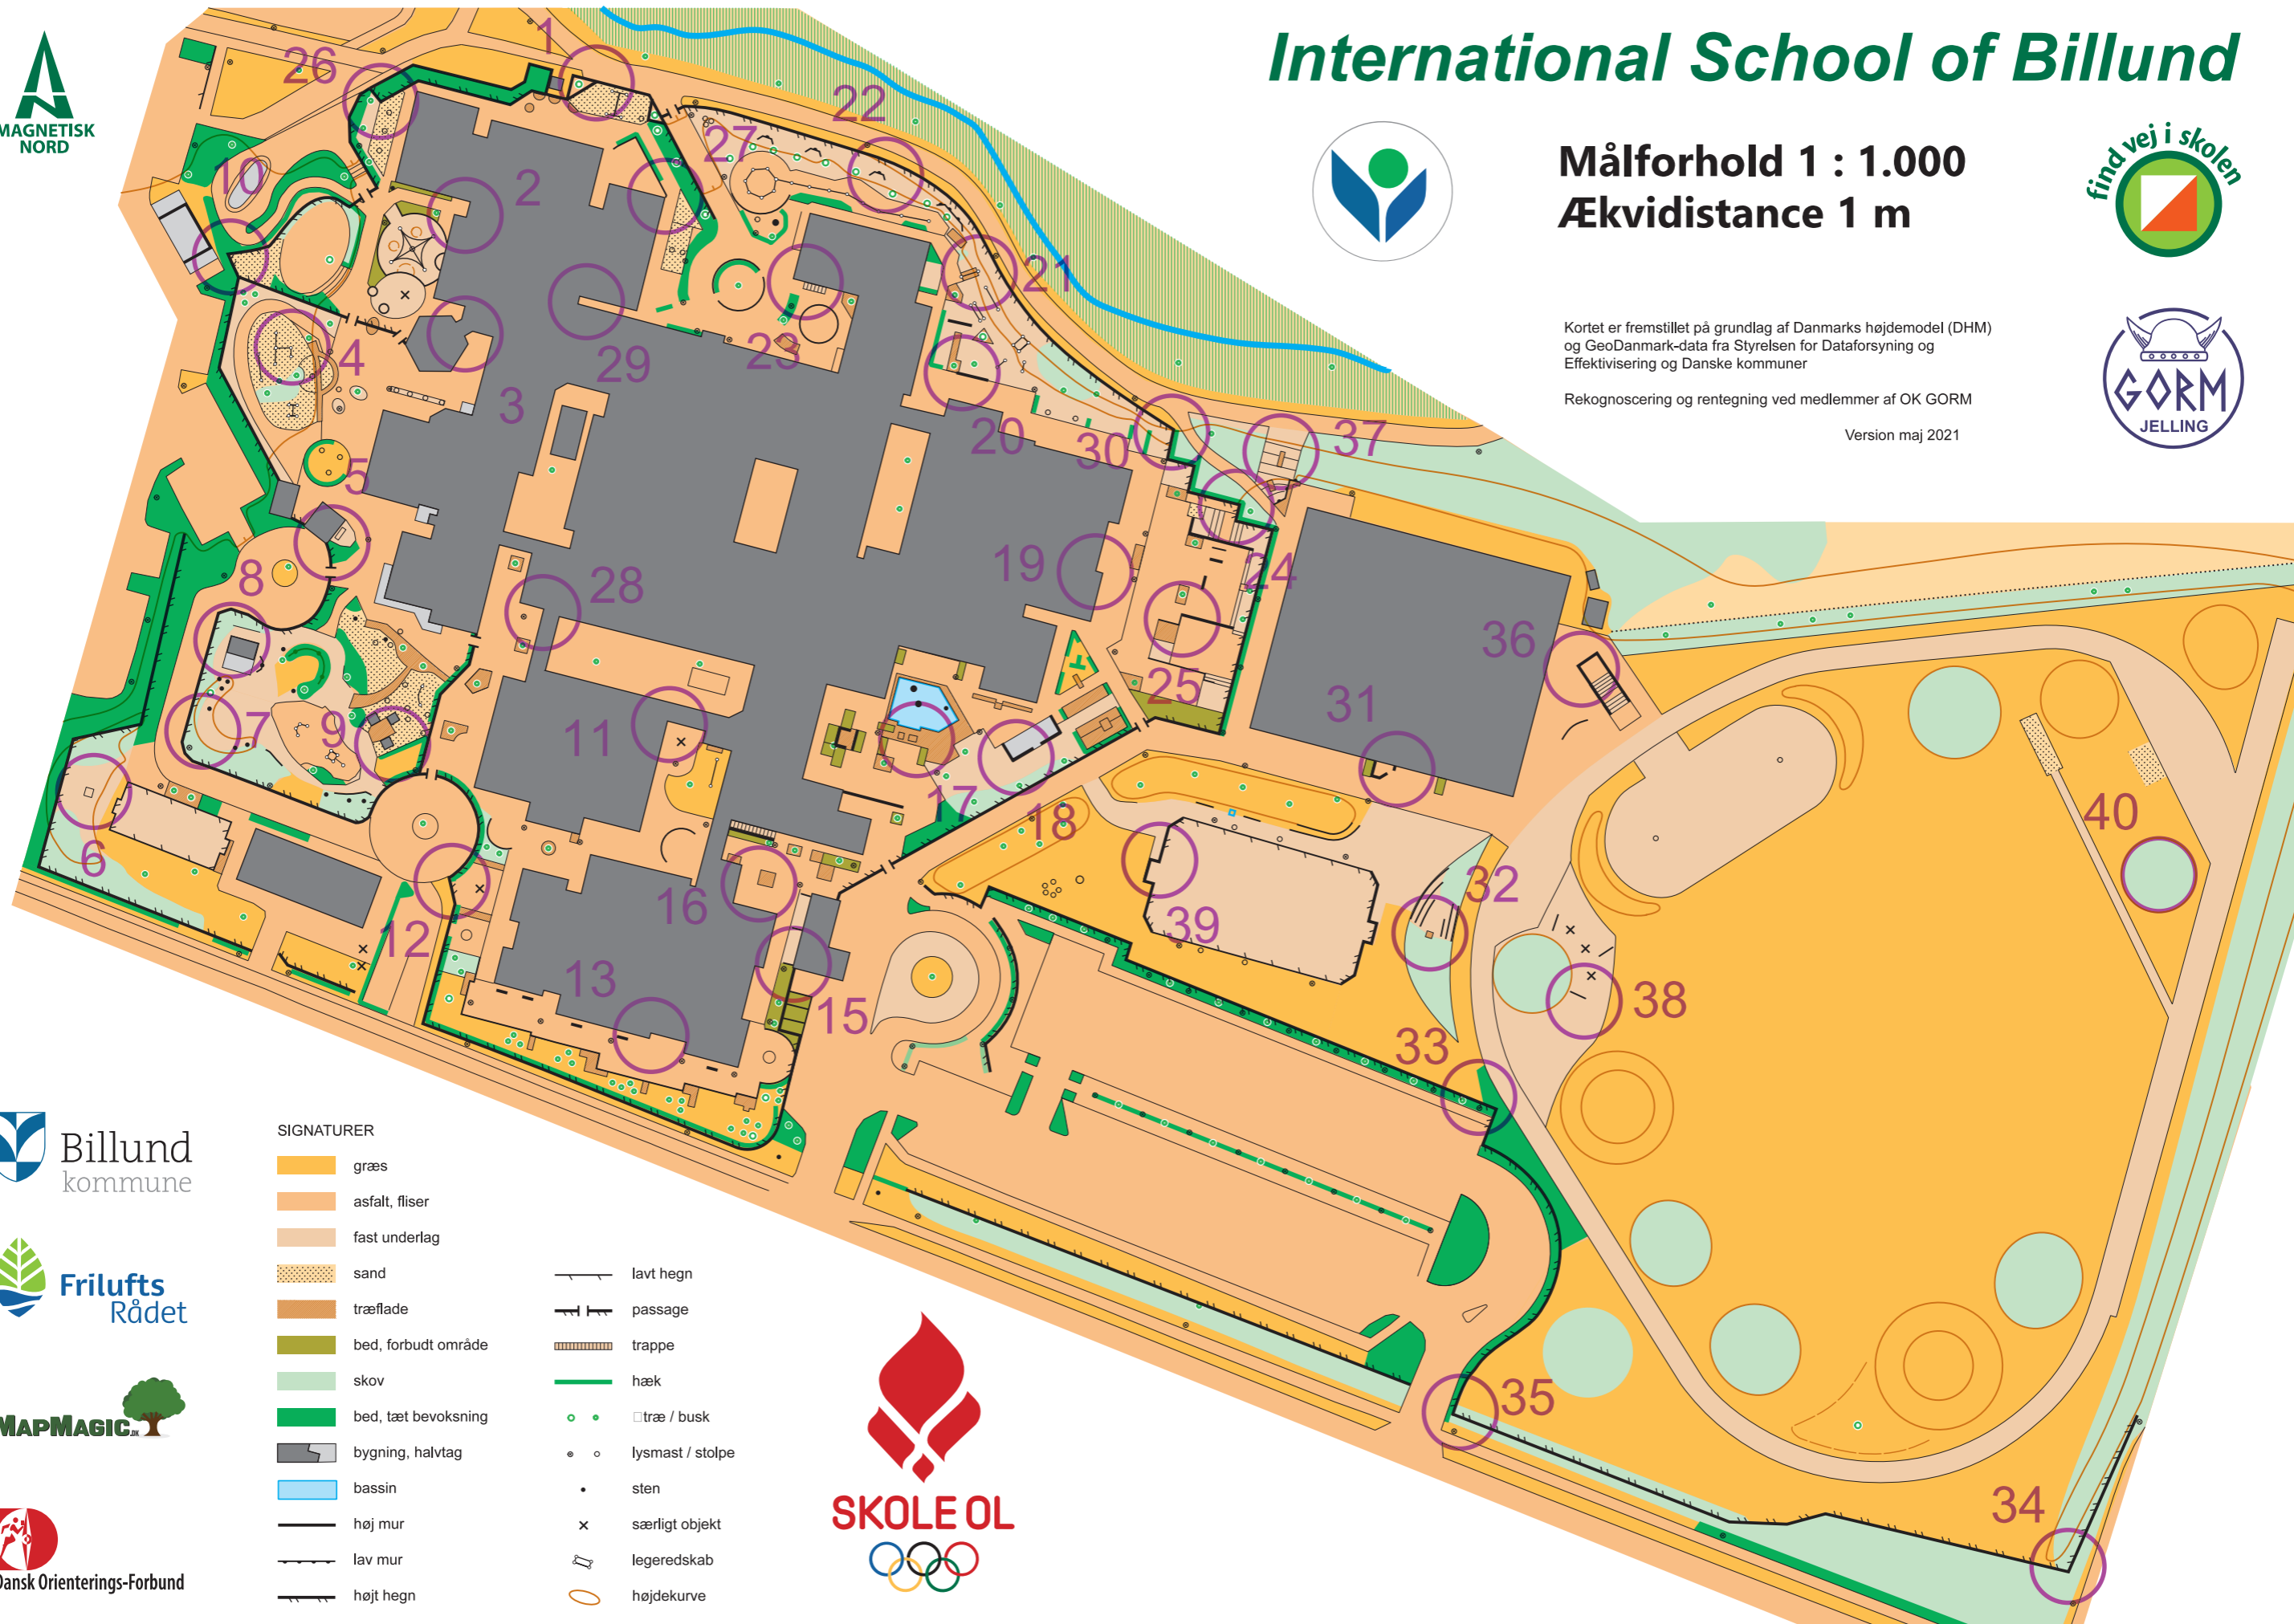 International School of Billund
MAGNETISK
NORD
Målforhold 1 : 1.000
Ækvidistance 1 m
find vej i skolen
Kortet er fremstillet på grundlag af Danmarks højdemodel (DHM)
og GeoDanmark-data fra Styrelsen for Dataforsyning og
Effektivisering og Danske kommuner
Rekognoscering og rentegning ved medlemmer af OK GORM
Version maj 2021
GORM
JELLING
1
26
22
27
2
10
21
4
29
23
3
20
30
37
5
19
24
8
28
36
25
31
11
7
9
17
18
40
6
32
16
39
12
13
38
15
33
35
34
Billund
kommune
Frilufts
Rådet
MAPMAGIC.DK
Dansk Orienterings-Forbund
SIGNATURER
græs
asfalt, fliser
fast underlag
sand
træflade
bed, forbudt område
skov
bed, tæt bevoksning
bygning, halvtag
bassin
høj mur
lav mur
højt hegn
lavt hegn
passage
trappe
hæk
træ / busk
lysmast / stolpe
sten
særligt objekt
legeredskab
højdekurve
SKOLE OL